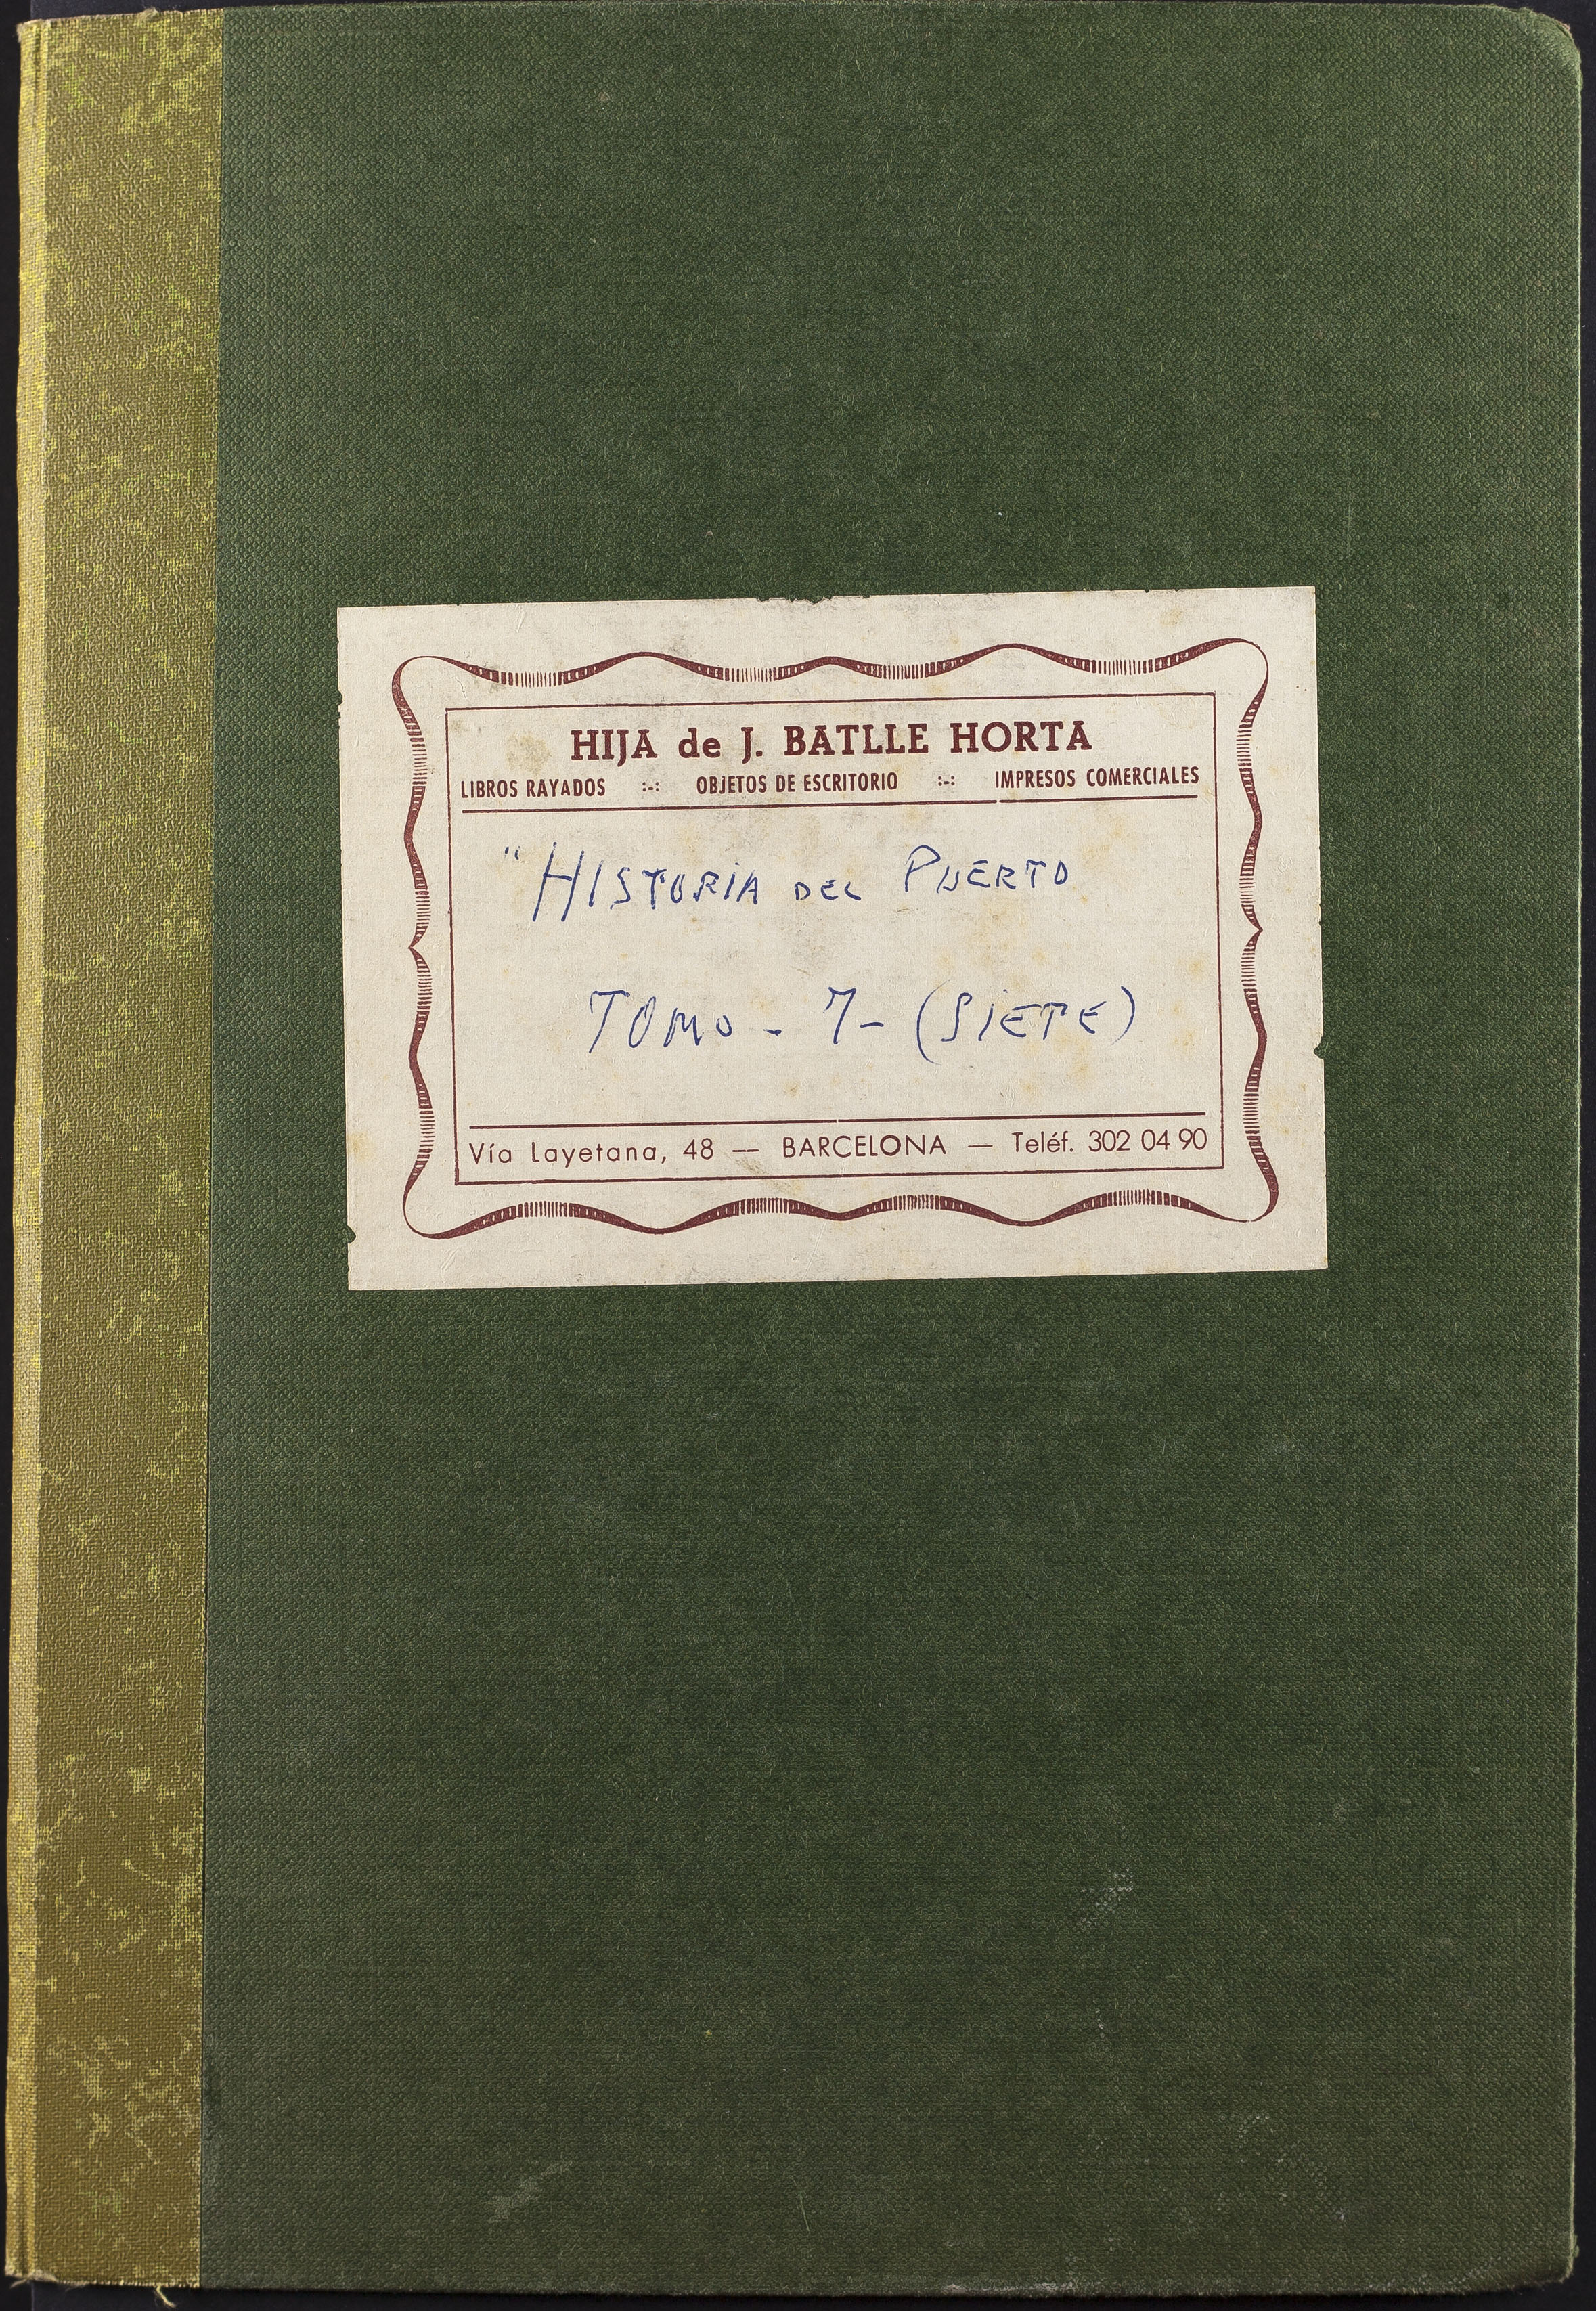 HIJA de J. BATLLE HORTA
LIBROS RAYADOS :-: OBJETOS DE ESCRITORIO :-: IMPRESOS COMERCIALES
" HISTORIA DEL PUERTO
TOMO - 7 - (SIETE)
Vía Layetana, 48 — BARCELONA — Teléf. 302 04 90